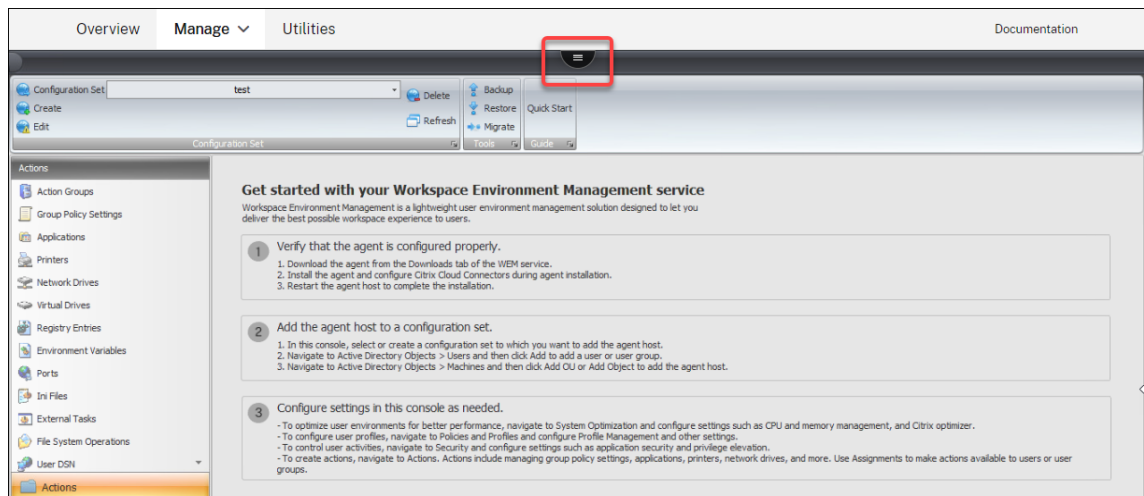 Overview Manage Utilities Documentation
Configuration Set test Delete Backup
Create Restore Quick Start
Edit Refresh Migrate
Configuration Set Tools Guide
Actions
Action Groups
Group Policy Settings
Applications
Printers
Network Drives
Virtual Drives
Registry Entries
Environment Variables
Ports
Ini Files
External Tasks
File System Operations
User DSN
Actions
Get started with your Workspace Environment Management service
Workspace Environment Management is a lightweight user environment management solution designed to let you
deliver the best possible workspace experience to users.
1 Verify that the agent is configured properly.
1. Download the agent from the Downloads tab of the WEM service.
2. Install the agent and configure Citrix Cloud Connectors during agent installation.
3. Restart the agent host to complete the installation.
2 Add the agent host to a configuration set.
1. In this console, select or create a configuration set to which you want to add the agent host.
2. Navigate to Active Directory Objects > Users and then click Add to add a user or user group.
3. Navigate to Active Directory Objects > Machines and then click Add OU or Add Object to add the agent host.
3 Configure settings in this console as needed.
- To optimize user environments for better performance, navigate to System Optimization and configure settings such as CPU and memory management, and Citrix optimizer.
- To configure user profiles, navigate to Policies and Profiles and configure Profile Management and other settings.
- To control user activities, navigate to Security and configure settings such as application security and privilege elevation.
- To create actions, navigate to Actions. Actions include managing group policy settings, applications, printers, network drives, and more. Use Assignments to make actions available to users or user
groups.